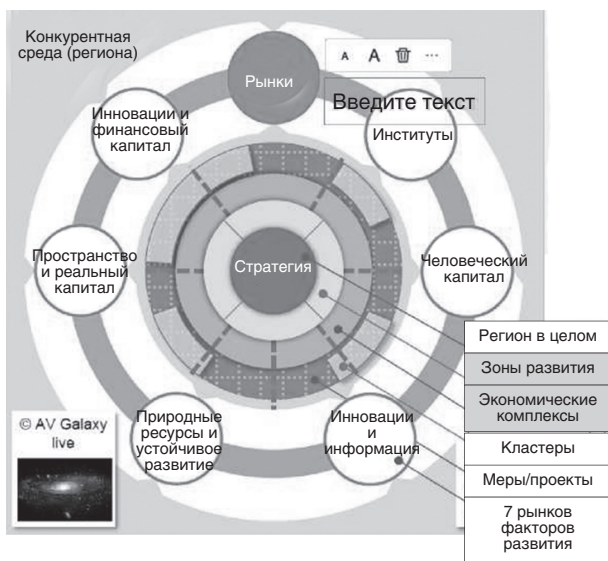 Конкурентная
среда (региона)
Рынки
A A ...
Введите текст
Инновации и
финансовый
капитал
Институты
Пространство
и реальный
капитал
Стратегия
Человеческий
капитал
Природные
ресурсы и
устойчивое
развитие
Инновации
и
информация
Регион в целом
Зоны развития
Экономические
комплексы
Кластеры
Меры/проекты
7 рынков
факторов
развития
© AV Galaxy
live